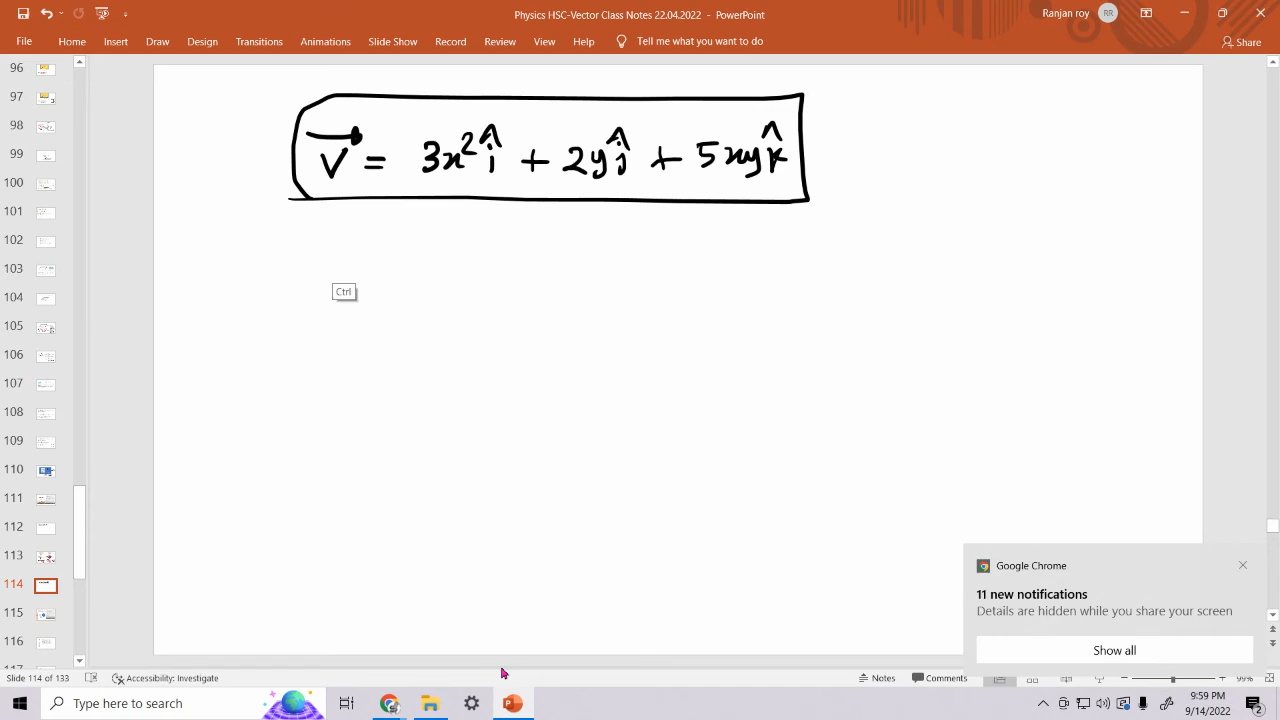 Physics HSC-Vector Class Notes 22.04.2022 - PowerPoint
Ranjan roy RR
File Home Insert Draw Design Transitions Animations Slide Show Record Review View Help Tell me what you want to do Share
96
97
98
100
101
102
103
104
105
106
107
108
109
110
111
112
113
114
115
116
V⃗ = 3x² î + 2y ĵ + 5xy k̂
Ctrl
Google Chrome
11 new notifications
Details are hidden while you share your screen
Show all
Slide 114 of 133 Accessibility: Investigate Notes Comments 99%
Type here to search
9:59 PM
9/14/2022
2